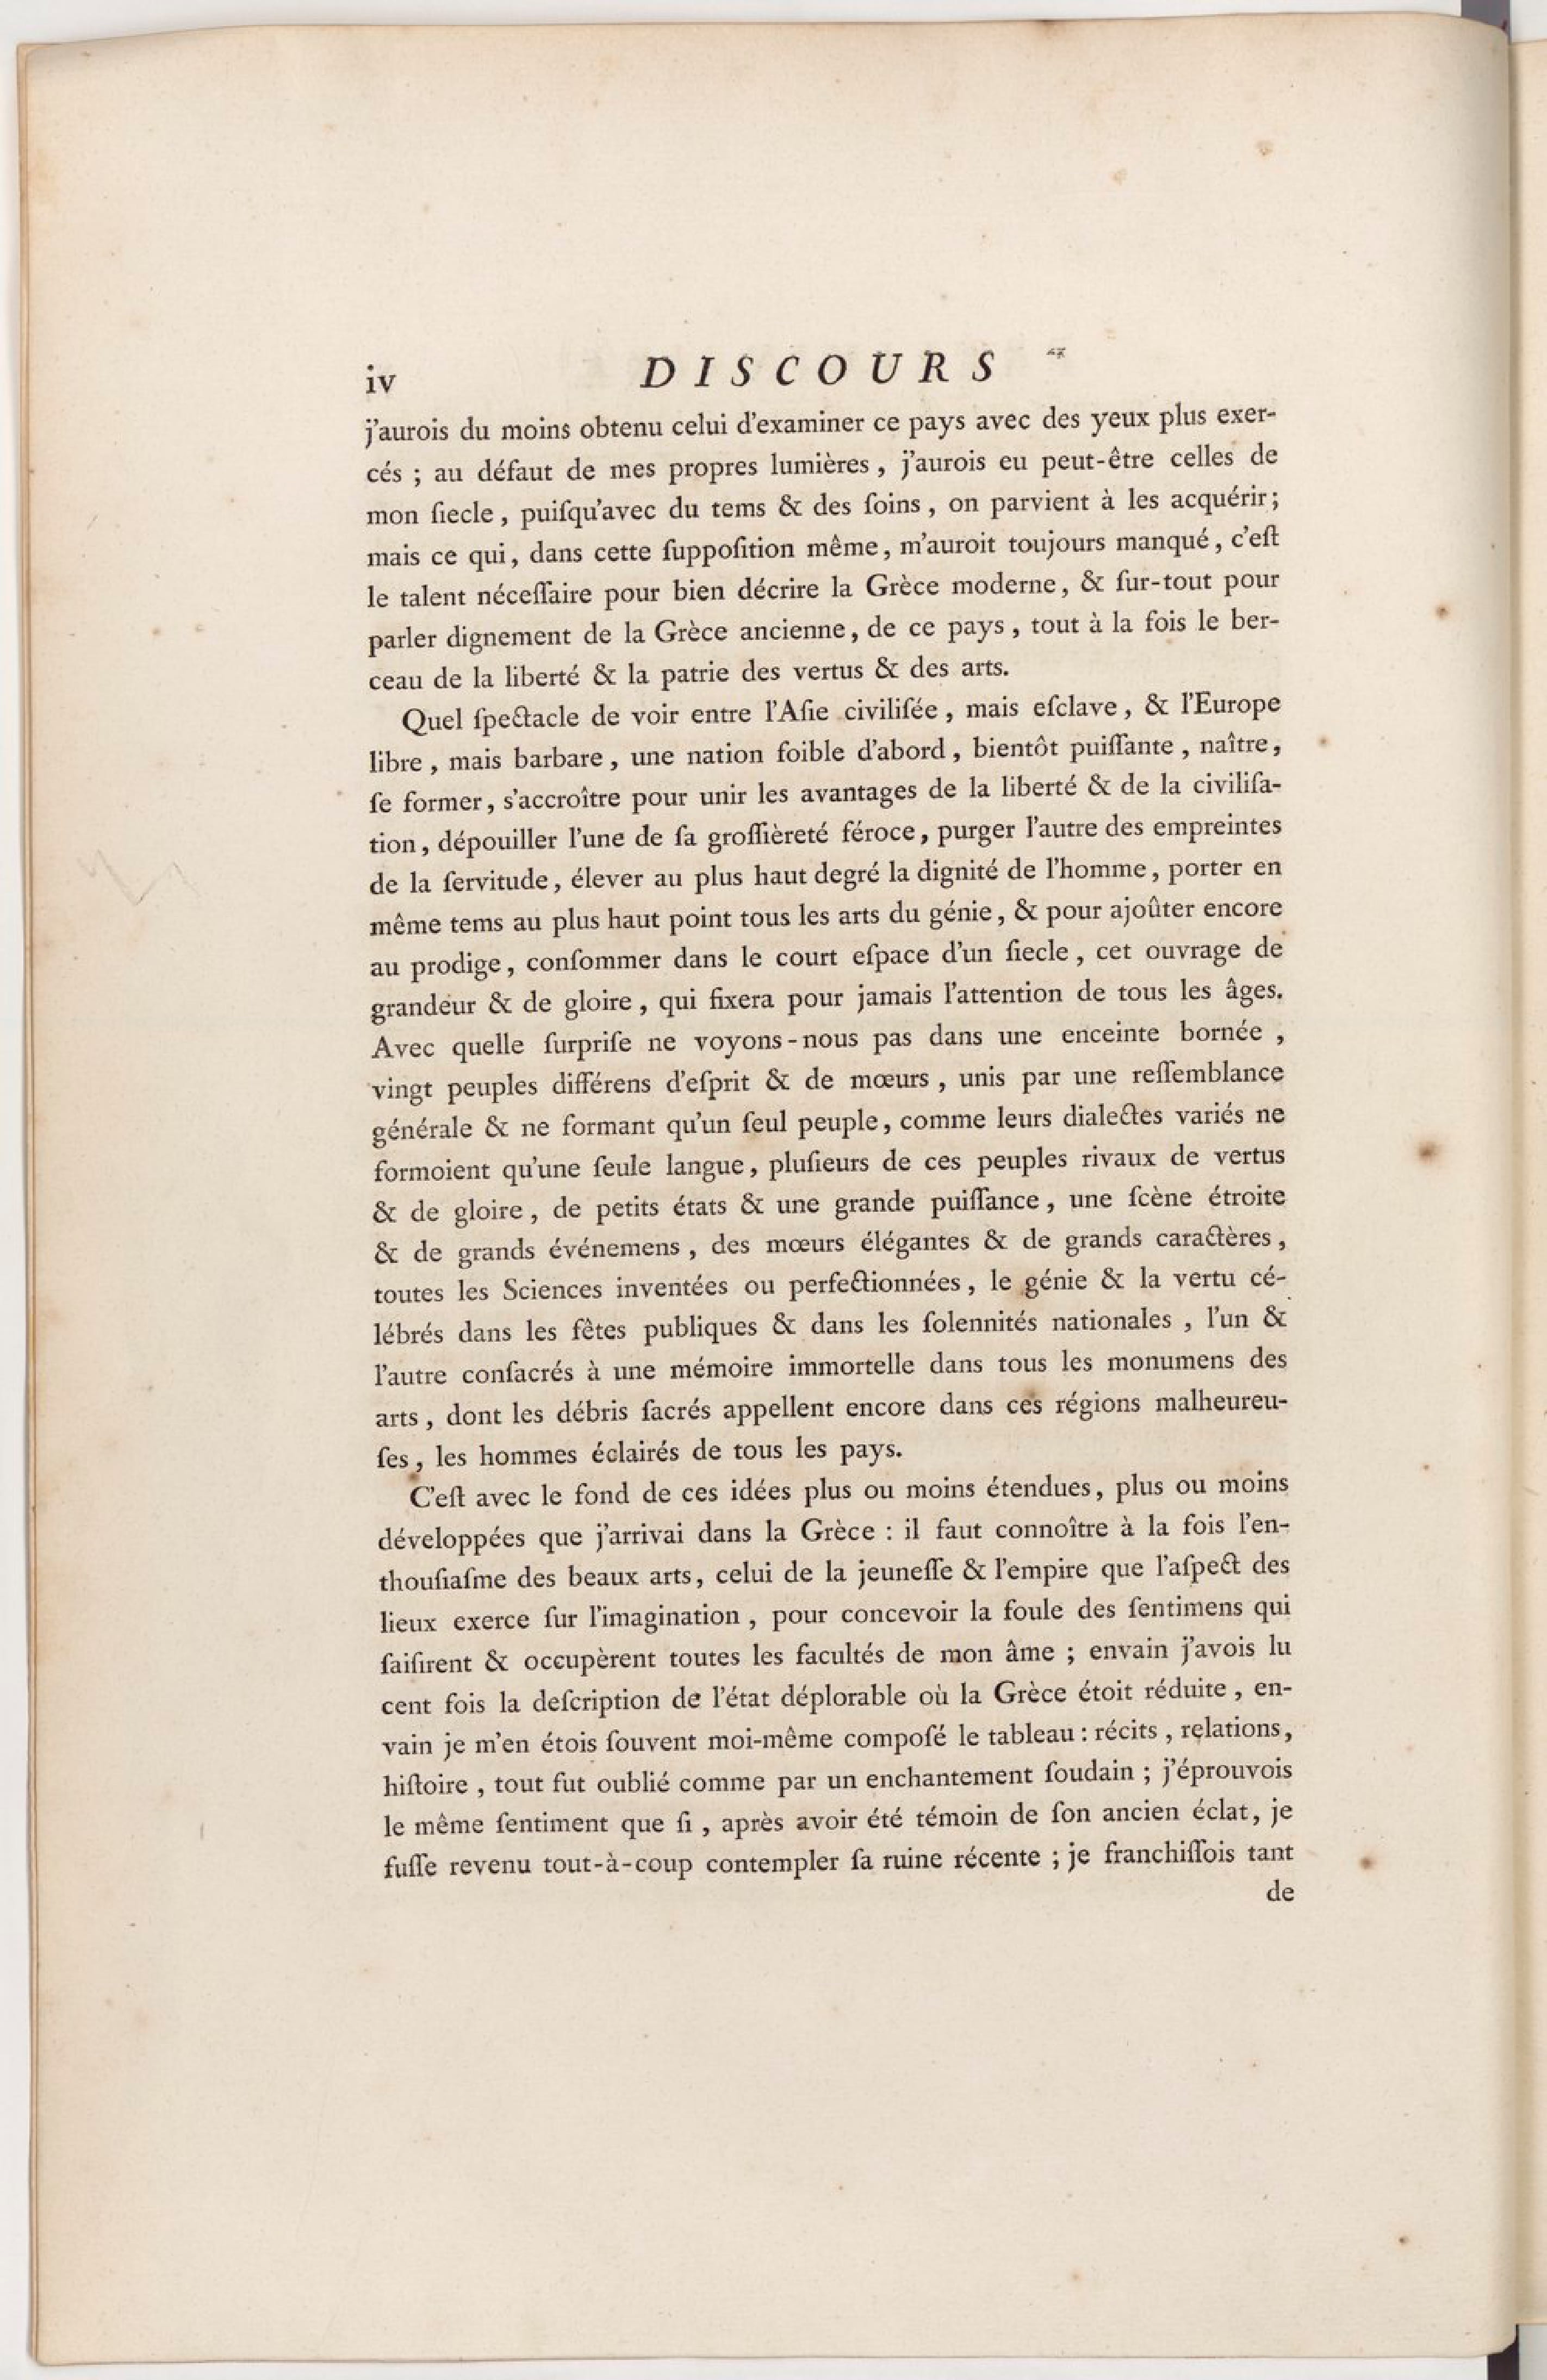 iv DISCOURS
j'aurois du moins obtenu celui d'examiner ce pays avec des yeux plus exer-
cés ; au défaut de mes propres lumières, j'aurois eu peut-être celles de
mon ſiecle, puiſqu'avec du tems & des ſoins, on parvient à les acquérir;
mais ce qui, dans cette ſuppoſition même, m'auroit toujours manqué, c'eſt
le talent néceſſaire pour bien décrire la Grèce moderne, & ſur-tout pour
parler dignement de la Grèce ancienne, de ce pays, tout à la fois le ber-
ceau de la liberté & la patrie des vertus & des arts.
Quel ſpectacle de voir entre l'Aſie civiliſée, mais eſclave, & l'Europe
libre, mais barbare, une nation foible d'abord, bientôt puiſſante, naître,
ſe former, s'accroître pour unir les avantages de la liberté & de la civiliſa-
tion, dépouiller l'une de ſa groſſièreté féroce, purger l'autre des empreintes
de la ſervitude, élever au plus haut degré la dignité de l'homme, porter en
même tems au plus haut point tous les arts du génie, & pour ajoûter encore
au prodige, conſommer dans le court eſpace d'un ſiecle, cet ouvrage de
grandeur & de gloire, qui fixera pour jamais l'attention de tous les âges.
Avec quelle ſurpriſe ne voyons-nous pas dans une enceinte bornée,
vingt peuples différens d'eſprit & de mœurs, unis par une reſſemblance
générale & ne formant qu'un ſeul peuple, comme leurs dialectes variés ne
formoient qu'une ſeule langue, pluſieurs de ces peuples rivaux de vertus
& de gloire, de petits états & une grande puiſſance, une ſcène étroite
& de grands événemens, des mœurs élégantes & de grands caractères,
toutes les Sciences inventées ou perfectionnées, le génie & la vertu cé-
lébrés dans les fêtes publiques & dans les ſolennités nationales, l'un &
l'autre conſacrés à une mémoire immortelle dans tous les monumens des
arts, dont les débris ſacrés appellent encore dans ces régions malheureu-
ſes, les hommes éclairés de tous les pays.
C'eſt avec le fond de ces idées plus ou moins étendues, plus ou moins
développées que j'arrivai dans la Grèce : il faut connoître à la fois l'en-
thouſiaſme des beaux arts, celui de la jeuneſſe & l'empire que l'aſpect des
lieux exerce ſur l'imagination, pour concevoir la foule des ſentimens qui
ſaiſirent & occupèrent toutes les facultés de mon âme ; envain j'avois lu
cent fois la deſcription de l'état déplorable où la Grèce étoit réduite, en-
vain je m'en étois ſouvent moi-même compoſé le tableau : récits, relations,
hiſtoire, tout fut oublié comme par un enchantement ſoudain ; j'éprouvois
le même ſentiment que ſi, après avoir été témoin de ſon ancien éclat, je
fuſſe revenu tout-à-coup contempler ſa ruine récente ; je franchiſſois tant
de